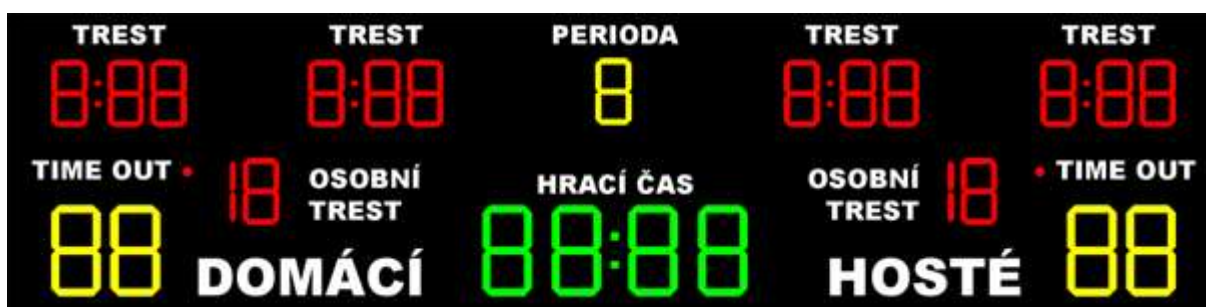 TREST TREST PERIODA TREST TREST
8:88 8:88 8 8:88 8:88
TIME OUT 18 OSOBNÍ TREST HRACÍ ČAS OSOBNÍ TREST 18 TIME OUT
88 DOMÁCÍ 88:88 HOSTÉ 88